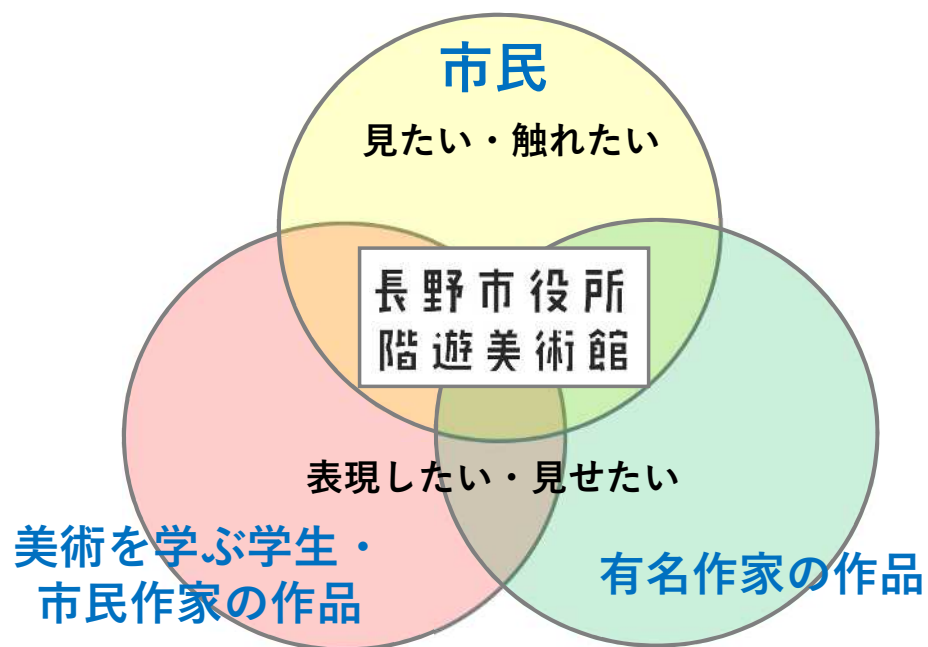 市民
見たい・触れたい
長野市役所
階遊美術館
表現したい・見せたい
美術を学ぶ学生・
市民作家の作品
有名作家の作品